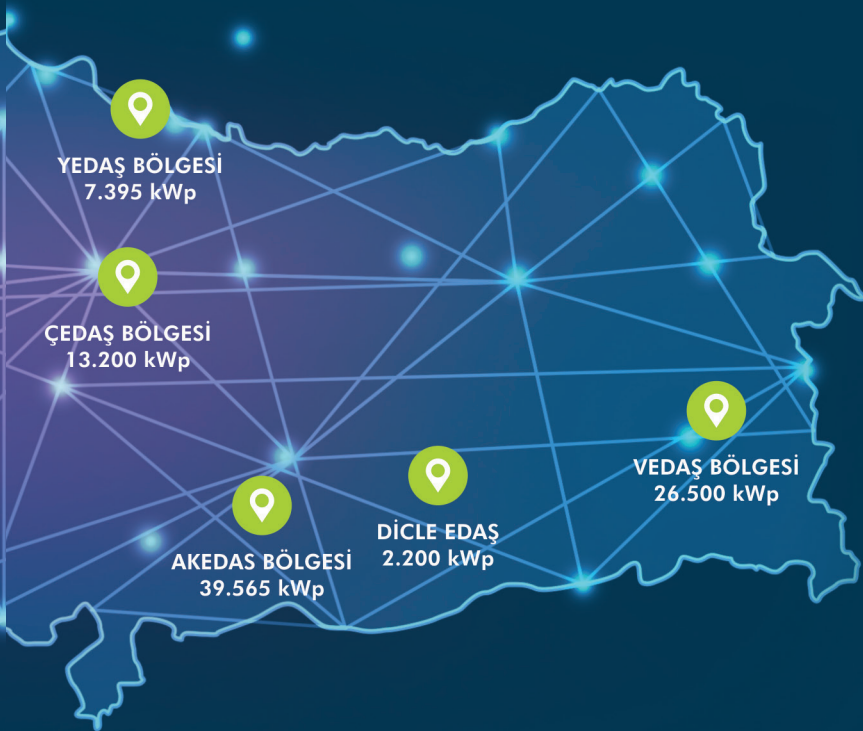 YEDAŞ BÖLGESİ
7.395 kWp
ÇEDAŞ BÖLGESİ
13.200 kWp
VEDAŞ BÖLGESİ
26.500 kWp
DİCLE EDAŞ
2.200 kWp
AKEDAS BÖLGESİ
39.565 kWp